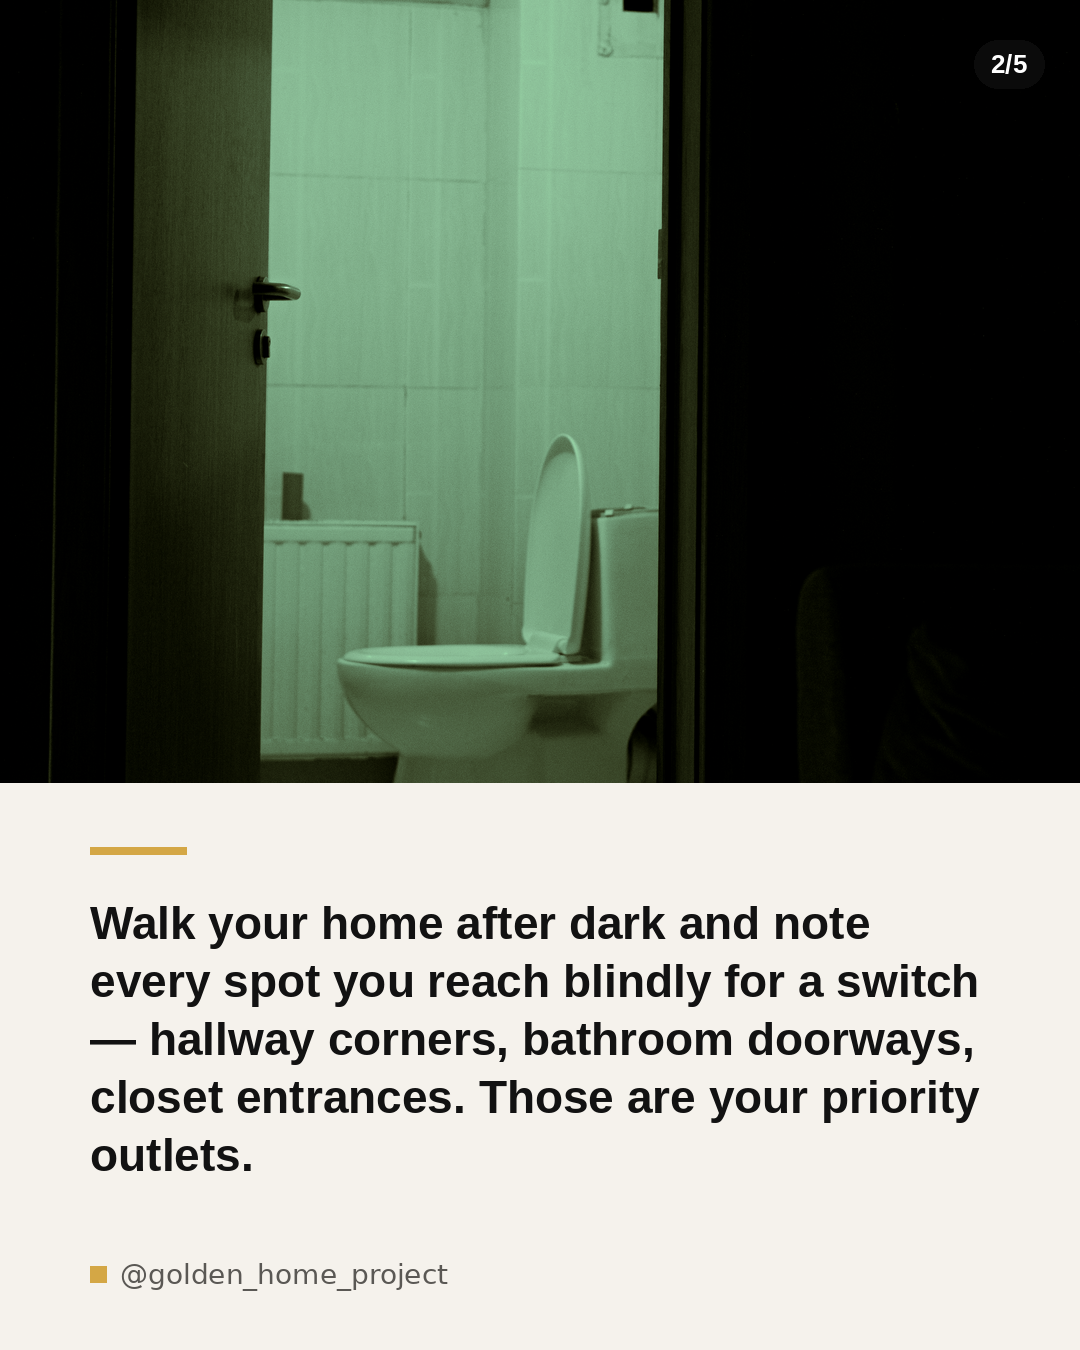 2/5
Walk your home after dark and note
every spot you reach blindly for a switch
— hallway corners, bathroom doorways,
closet entrances. Those are your priority
outlets.
@golden_home_project